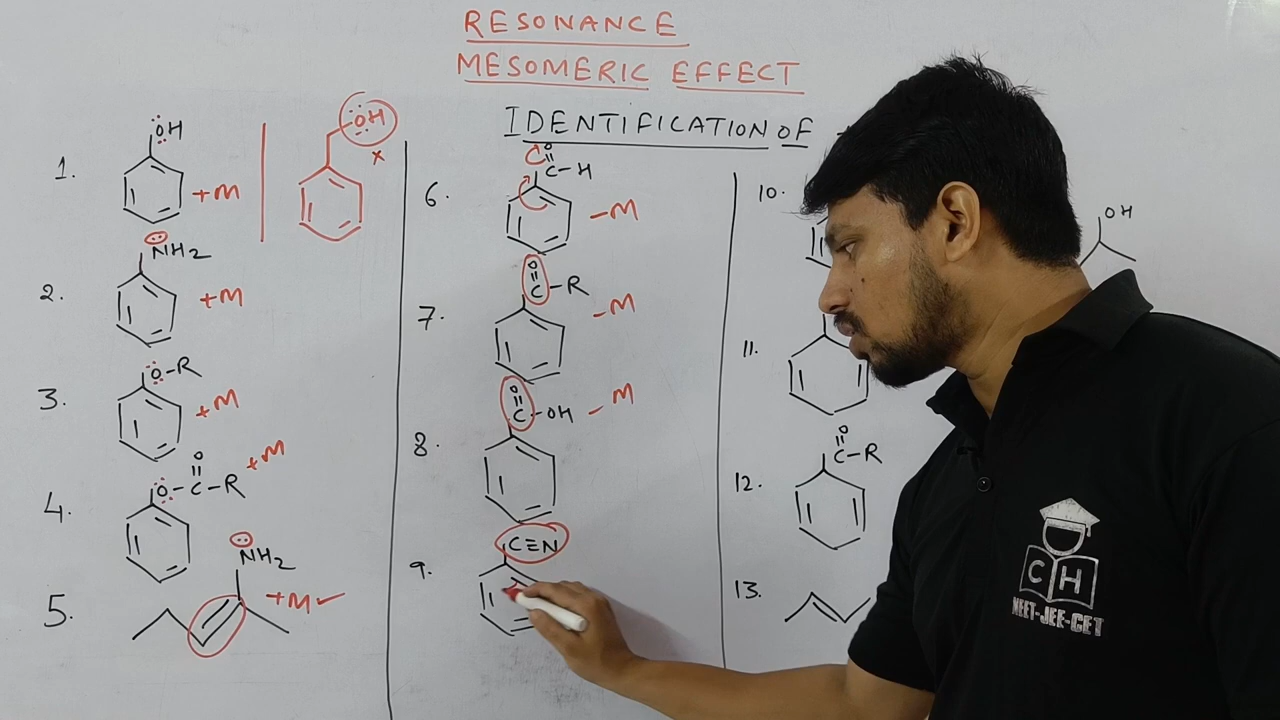 RESONANCE
MESOMERIC EFFECT
IDENTIFICATION OF
1.
OH
+M
OH
x
2.
NH2
+M
3.
O-R
+M
4.
O
O-C-R
+M
5.
NH2
+M✓
6.
O
C-H
-M
7.
O
C-R
-M
8.
O
C-OH
-M
9.
C≡N
10.
OH
11.
12.
O
C-R
13.
CH
NEET-JEE-CET